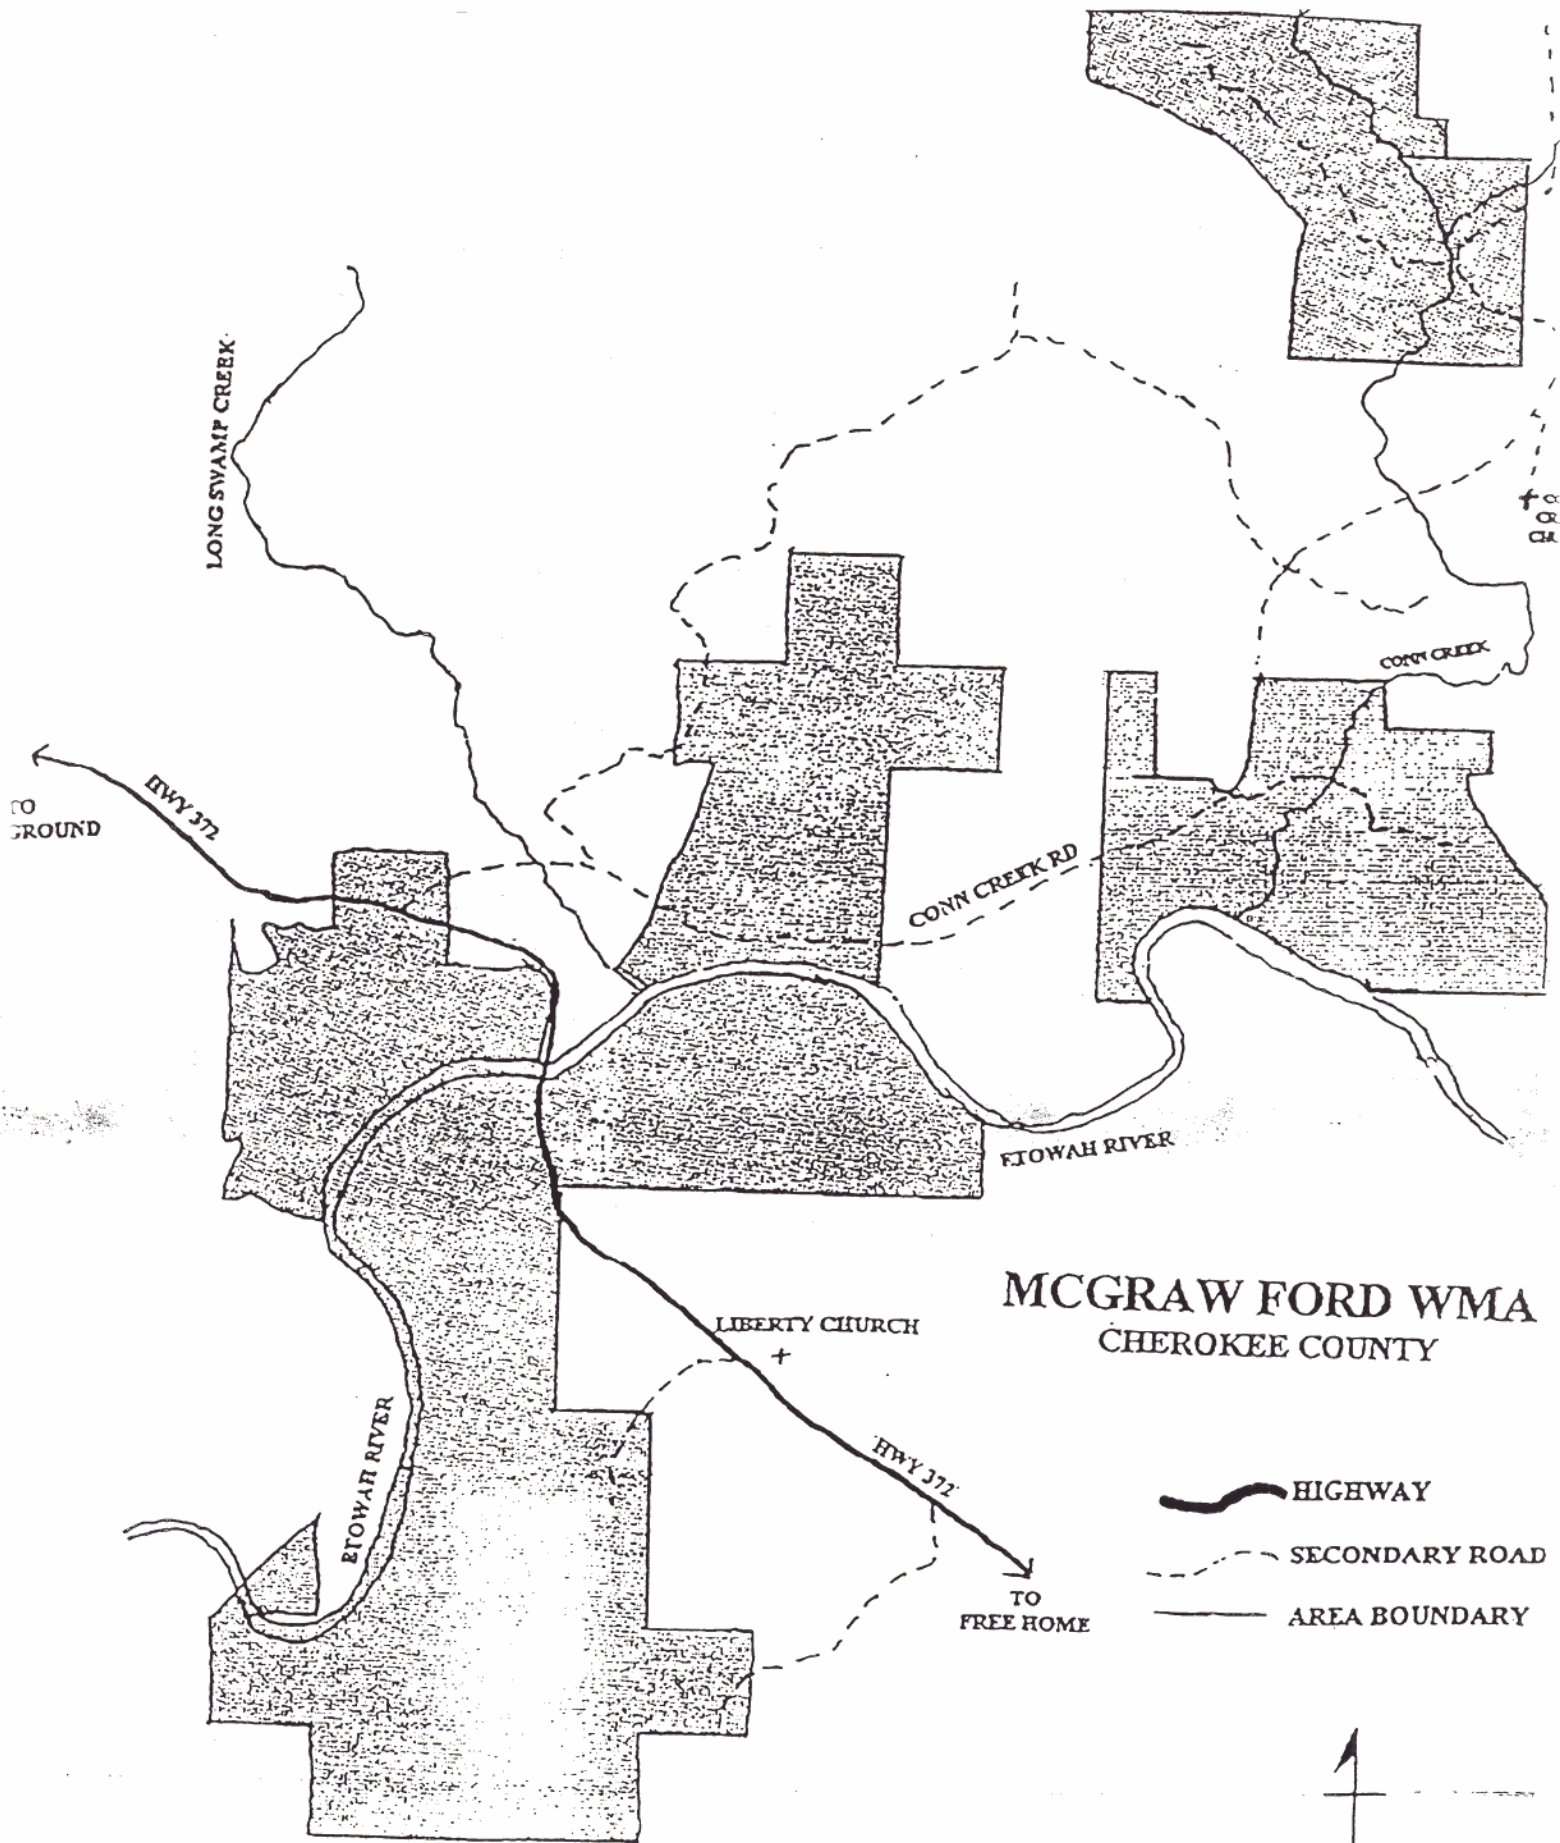 LONG SWAMP CREEK
CONN CREEK
HWY 372
TO
GROUND
CONN CREEK RD
ETOWAH RIVER
MCGRAW FORD WMA
CHEROKEE COUNTY
LIBERTY CHURCH
ETOWAH RIVER
HWY 372
HIGHWAY
SECONDARY ROAD
TO
FREE HOME
AREA BOUNDARY